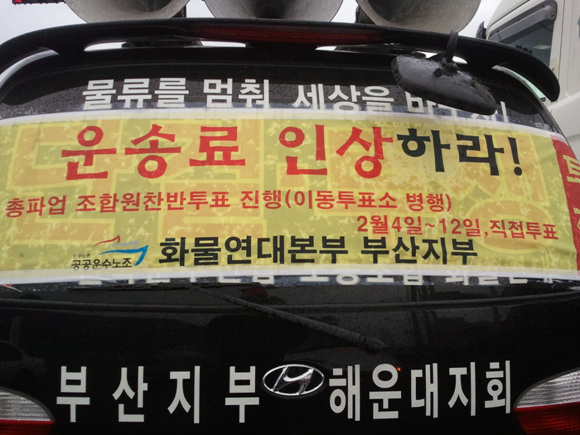 물류를 멈춰 세상을
운송료 인상하라!
총파업 조합원찬반투표 진행(이동투표소 병행)
2월4일~12일,직접투표
공공운수노조 화물연대본부 부산지부
부산지부 해운대지회